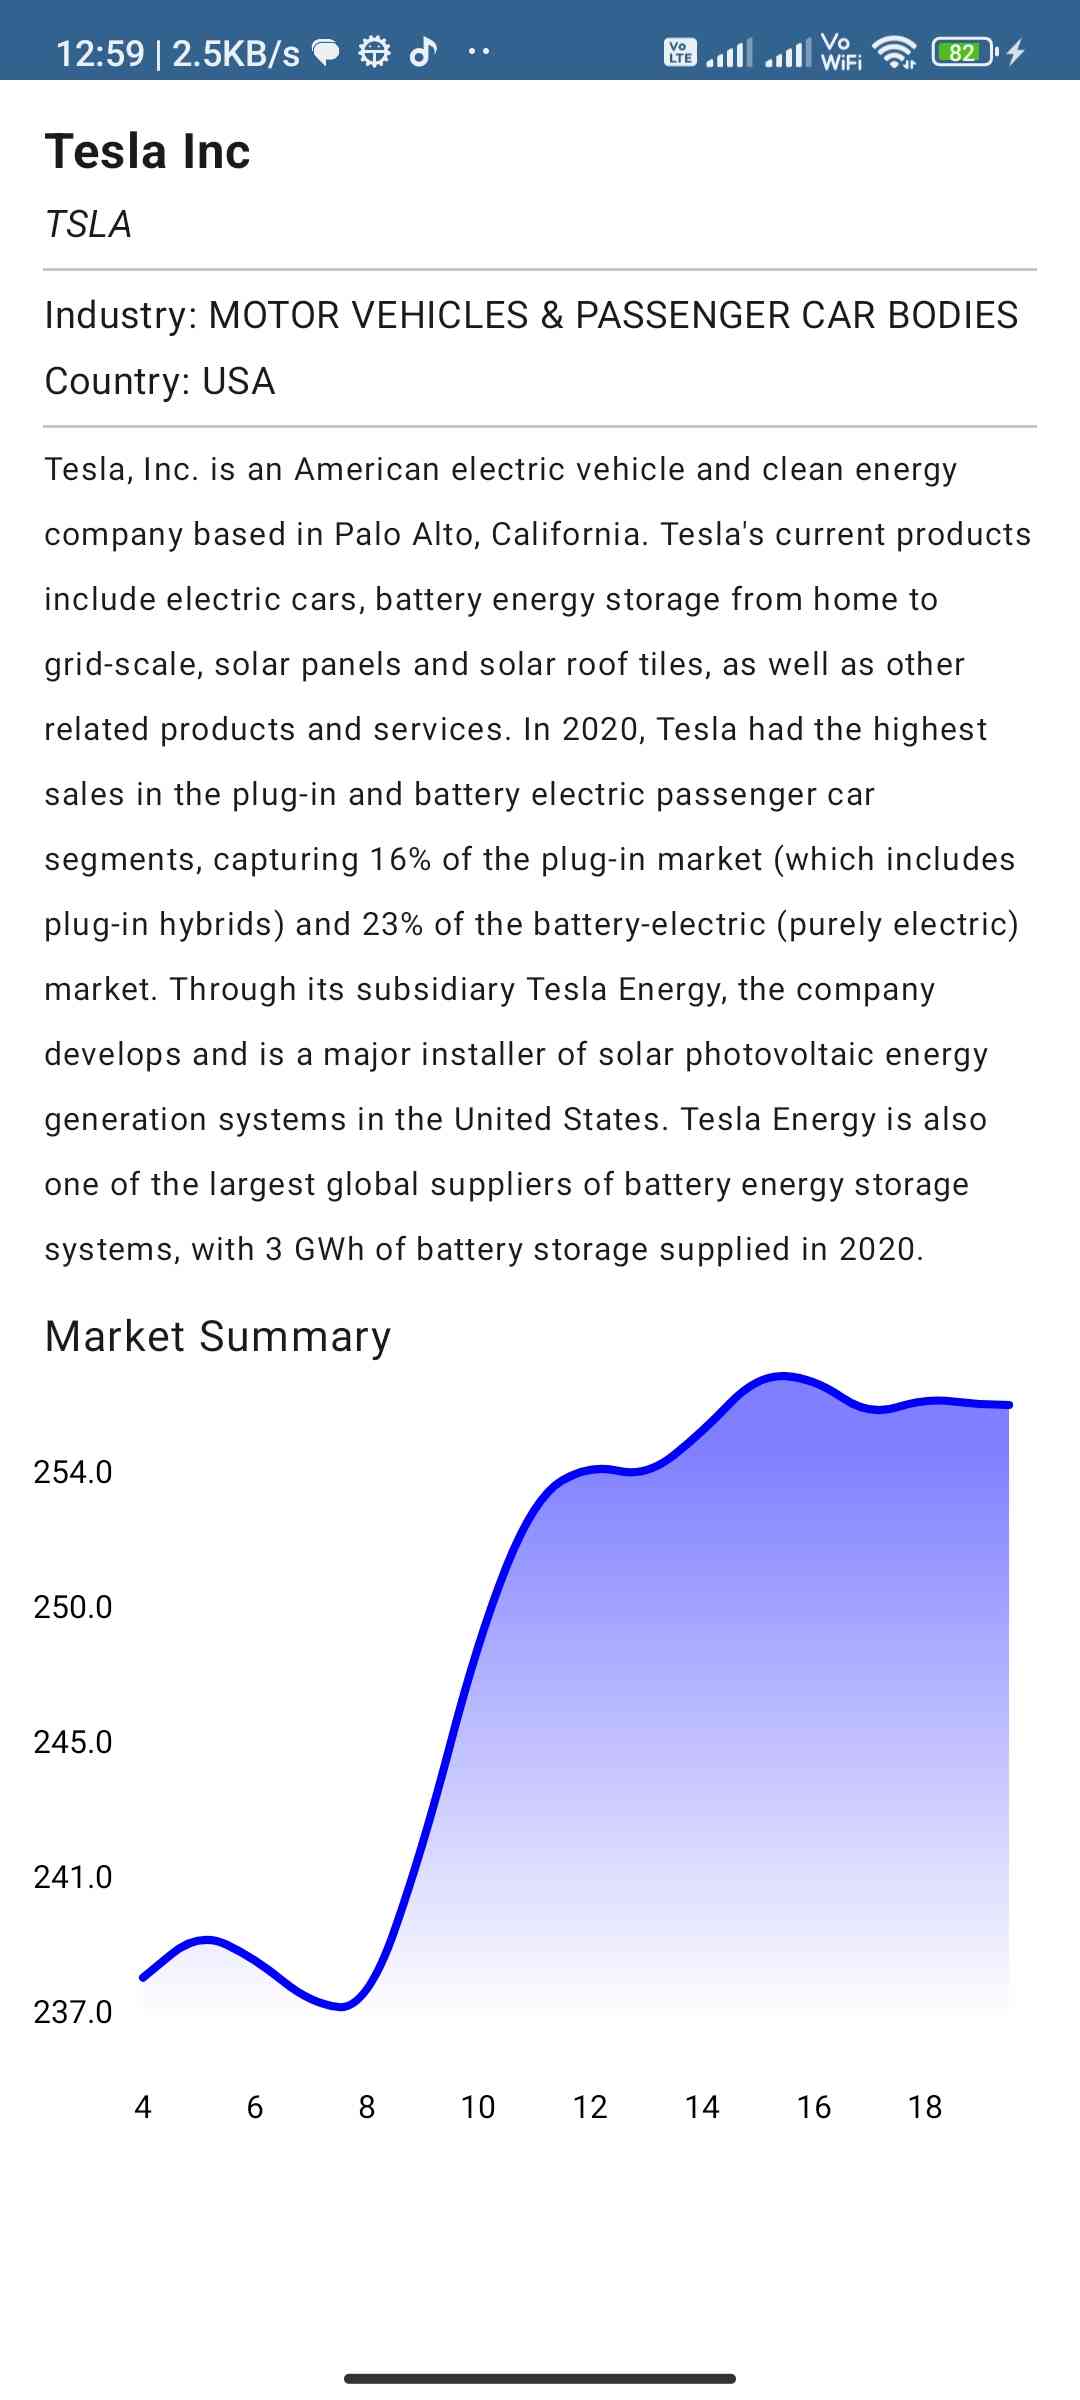 12:59 | 2.5KB/s Vo LTE Vo WiFi 82
Tesla Inc
TSLA
Industry: MOTOR VEHICLES & PASSENGER CAR BODIES
Country: USA
Tesla, Inc. is an American electric vehicle and clean energy
company based in Palo Alto, California. Tesla's current products
include electric cars, battery energy storage from home to
grid-scale, solar panels and solar roof tiles, as well as other
related products and services. In 2020, Tesla had the highest
sales in the plug-in and battery electric passenger car
segments, capturing 16% of the plug-in market (which includes
plug-in hybrids) and 23% of the battery-electric (purely electric)
market. Through its subsidiary Tesla Energy, the company
develops and is a major installer of solar photovoltaic energy
generation systems in the United States. Tesla Energy is also
one of the largest global suppliers of battery energy storage
systems, with 3 GWh of battery storage supplied in 2020.
Market Summary
254.0
250.0
245.0
241.0
237.0
4 6 8 10 12 14 16 18